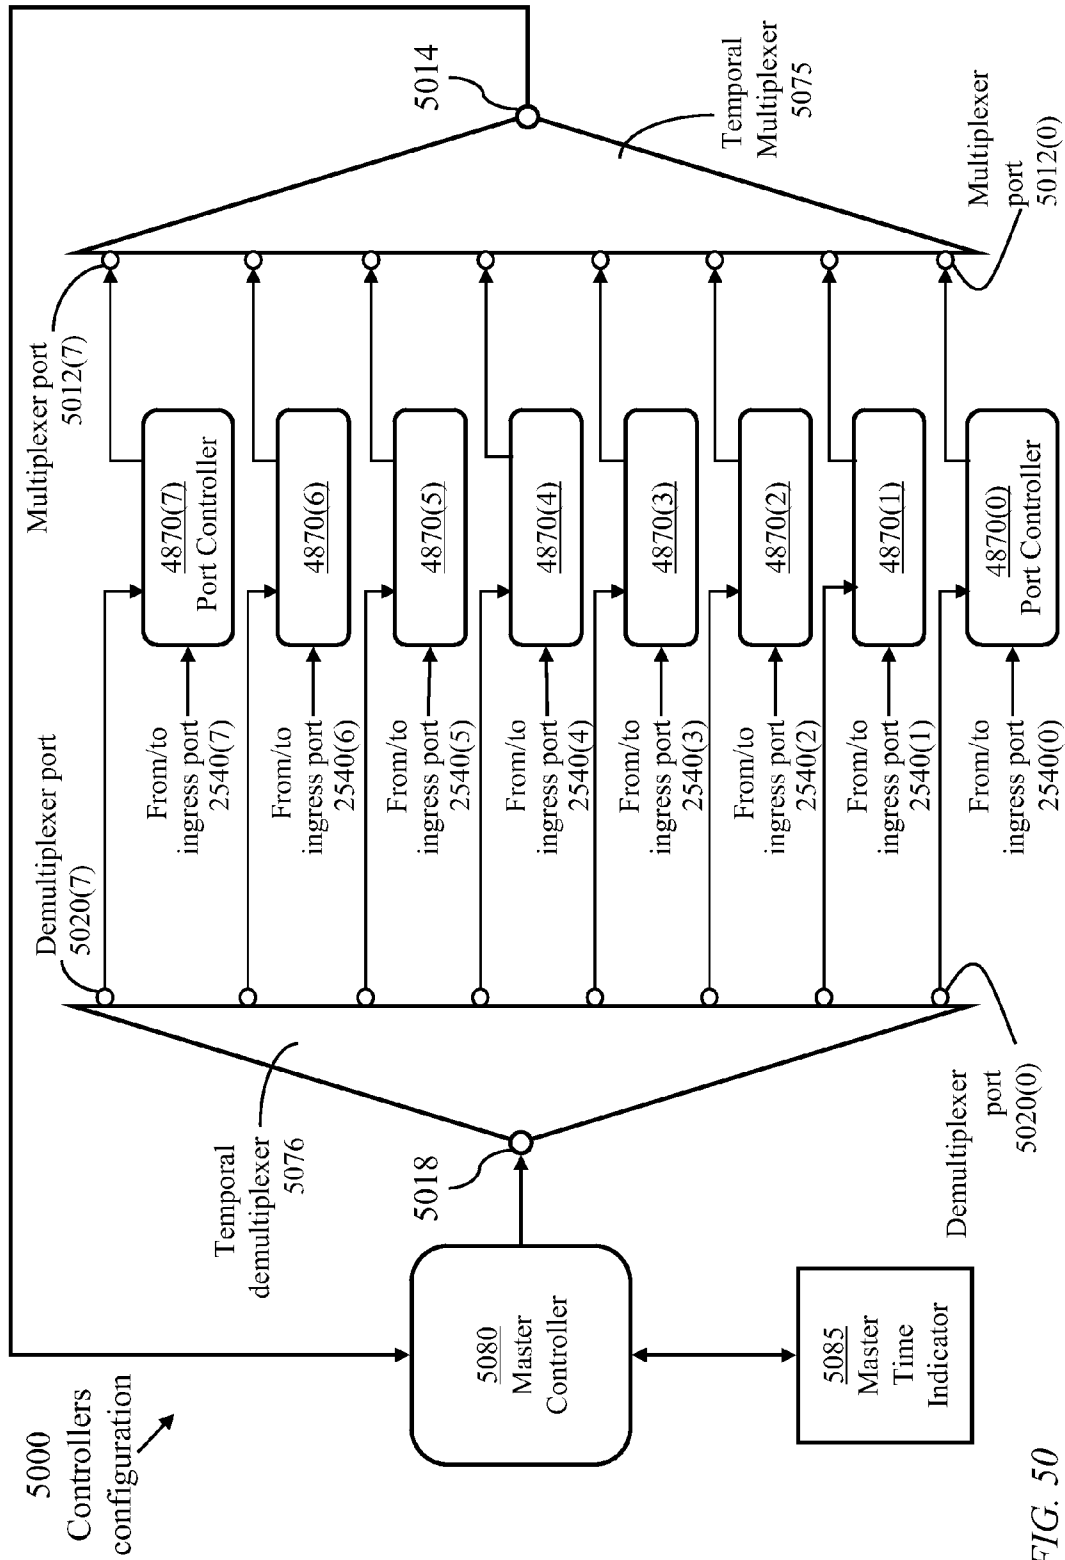 5000
Controllers
configuration
5080
Master
Controller
5085
Master
Time
Indicator
Temporal
demultiplexer
5076
5018
Demultiplexer port
5020(7)
Demultiplexer
port
5020(0)
From/to
ingress port
2540(7)
From/to
ingress port
2540(6)
From/to
ingress port
2540(5)
From/to
ingress port
2540(4)
From/to
ingress port
2540(3)
From/to
ingress port
2540(2)
From/to
ingress port
2540(1)
From/to
ingress port
2540(0)
4870(7)
Port Controller
4870(6)
4870(5)
4870(4)
4870(3)
4870(2)
4870(1)
4870(0)
Port Controller
Multiplexer port
5012(7)
Multiplexer
port
5012(0)
5014
Temporal
Multiplexer
5075
FIG. 50